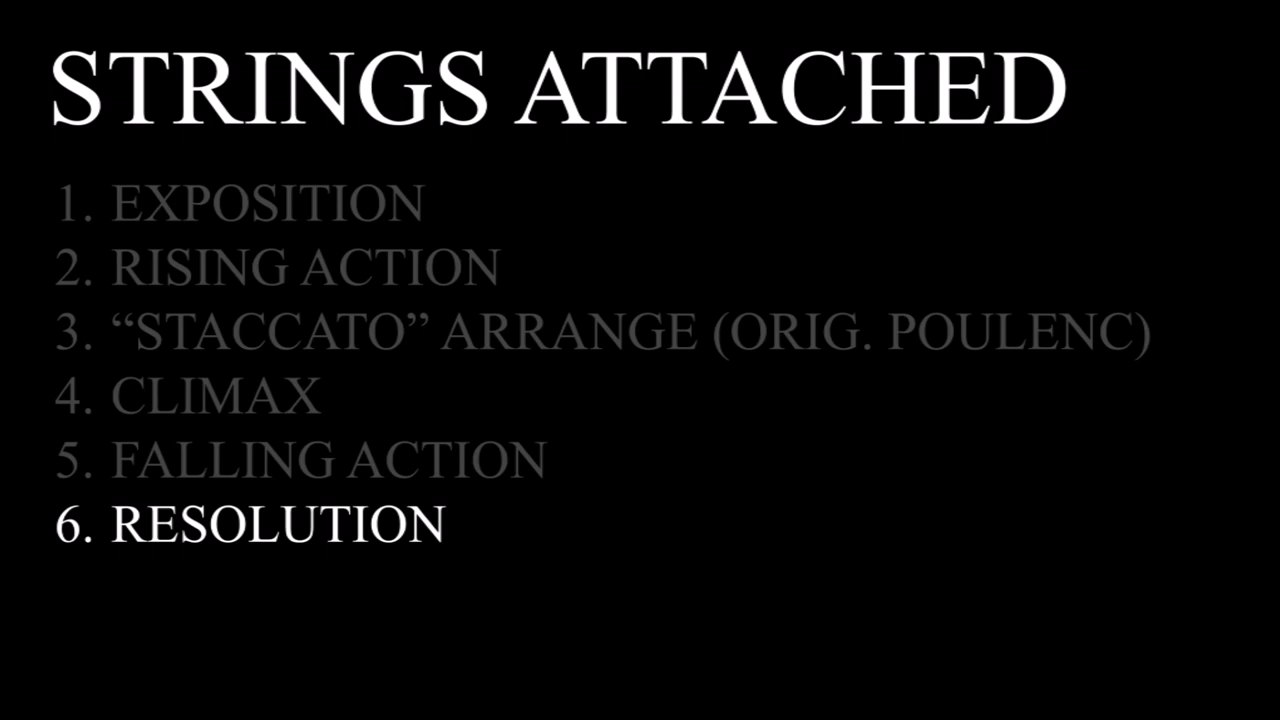 STRINGS ATTACHED
1. EXPOSITION
2. RISING ACTION
3. “STACCATO” ARRANGE (ORIG. POULENC)
4. CLIMAX
5. FALLING ACTION
6. RESOLUTION